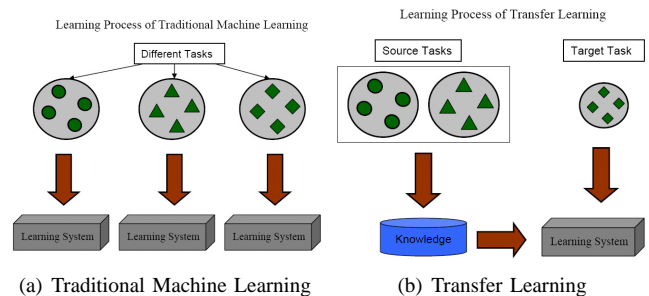 Learning Process of Traditional Machine Learning
Different Tasks
Learning System
Learning System
Learning System
(a) Traditional Machine Learning
Learning Process of Transfer Learning
Source Tasks
Target Task
Knowledge
Learning System
(b) Transfer Learning